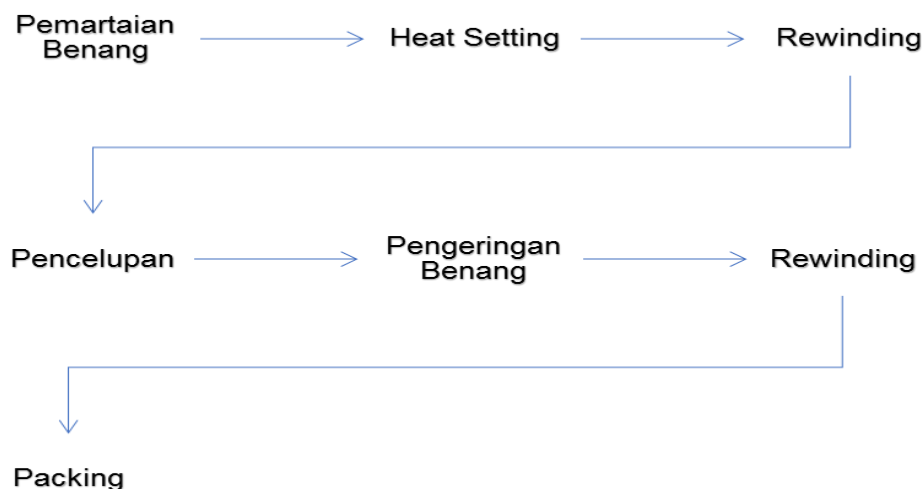 Pemartaian
Benang
Heat Setting
Rewinding
Pencelupan
Pengeringan
Benang
Rewinding
Packing